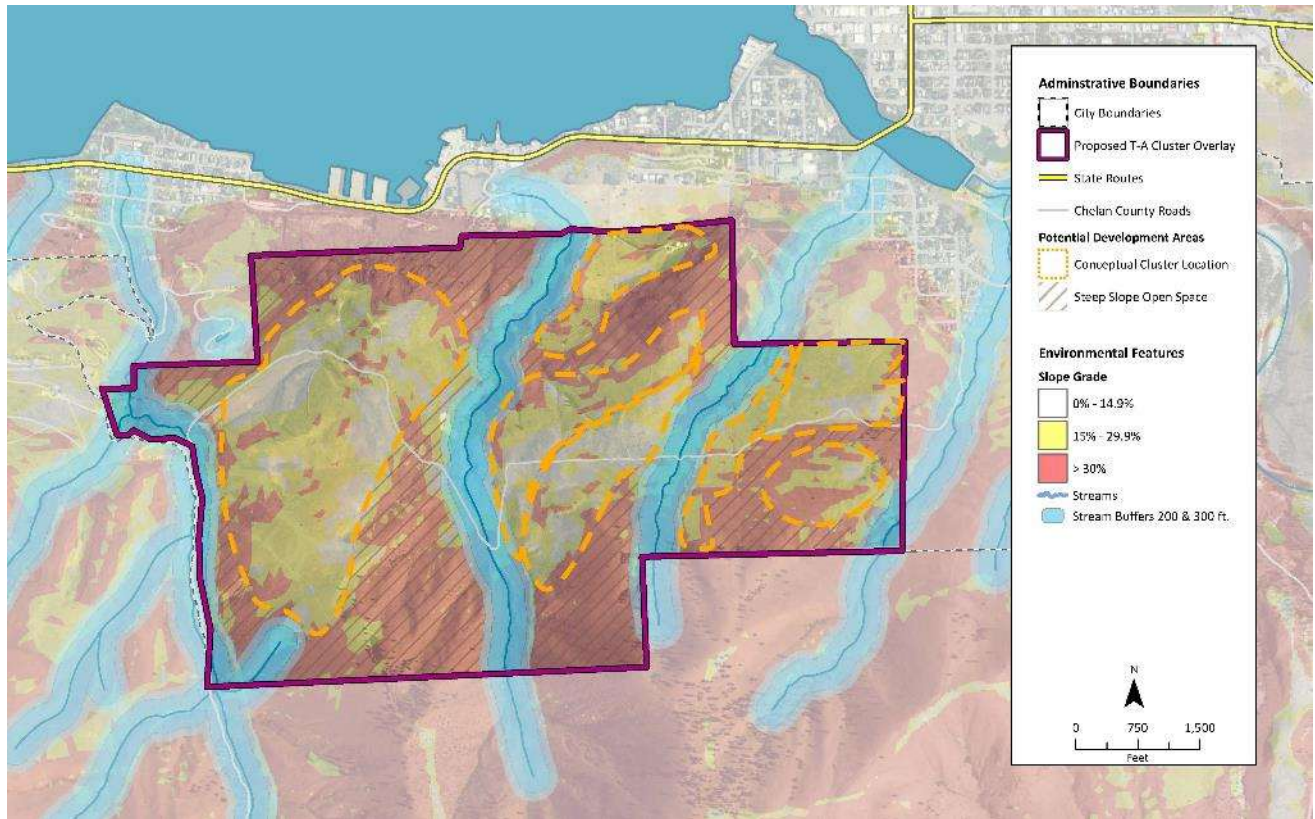 Adminstrative Boundaries
City Boundaries
Proposed T-A Cluster Overlay
State Routes
Chelan County Roads
Potential Development Areas
Conceptual Cluster Location
Steep Slope Open Space
Environmental Features
Slope Grade
0% - 14.9%
15% - 29.9%
> 30%
Streams
Stream Buffers 200 & 300 ft.
N
0 750 1,500
Feet